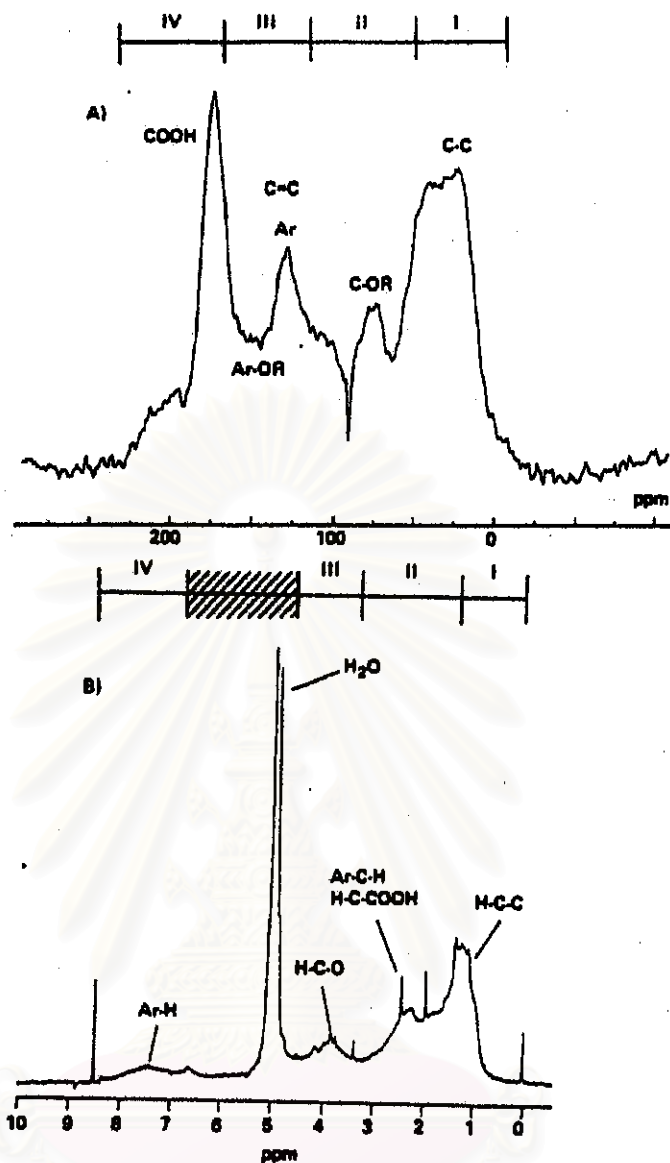 IV III II I
A)
COOH
C-C
C=C
Ar
C-OR
Ar-OR
ppm
200 100 0
IV III II I
B)
H₂O
Ar-C-H
H-C-COOH
H-C-C
H-C-O
Ar-H
10 9 8 7 6 5 4 3 2 1 0
ppm